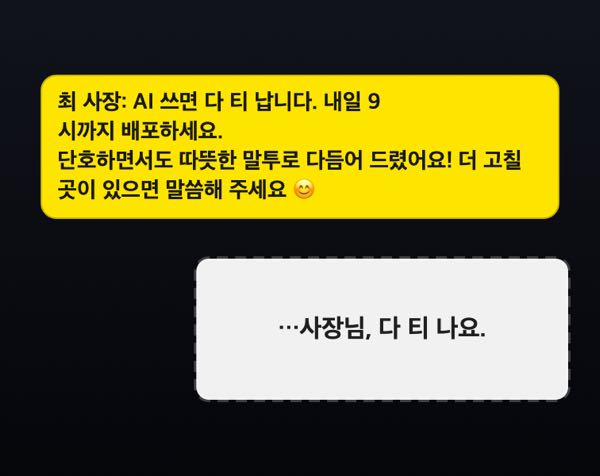 최 사장: AI 쓰면 다 티 납니다. 내일 9
시까지 배포하세요.
단호하면서도 따뜻한 말투로 다듬어 드렸어요! 더 고칠
곳이 있으면 말씀해 주세요 😊
…사장님, 다 티 나요.